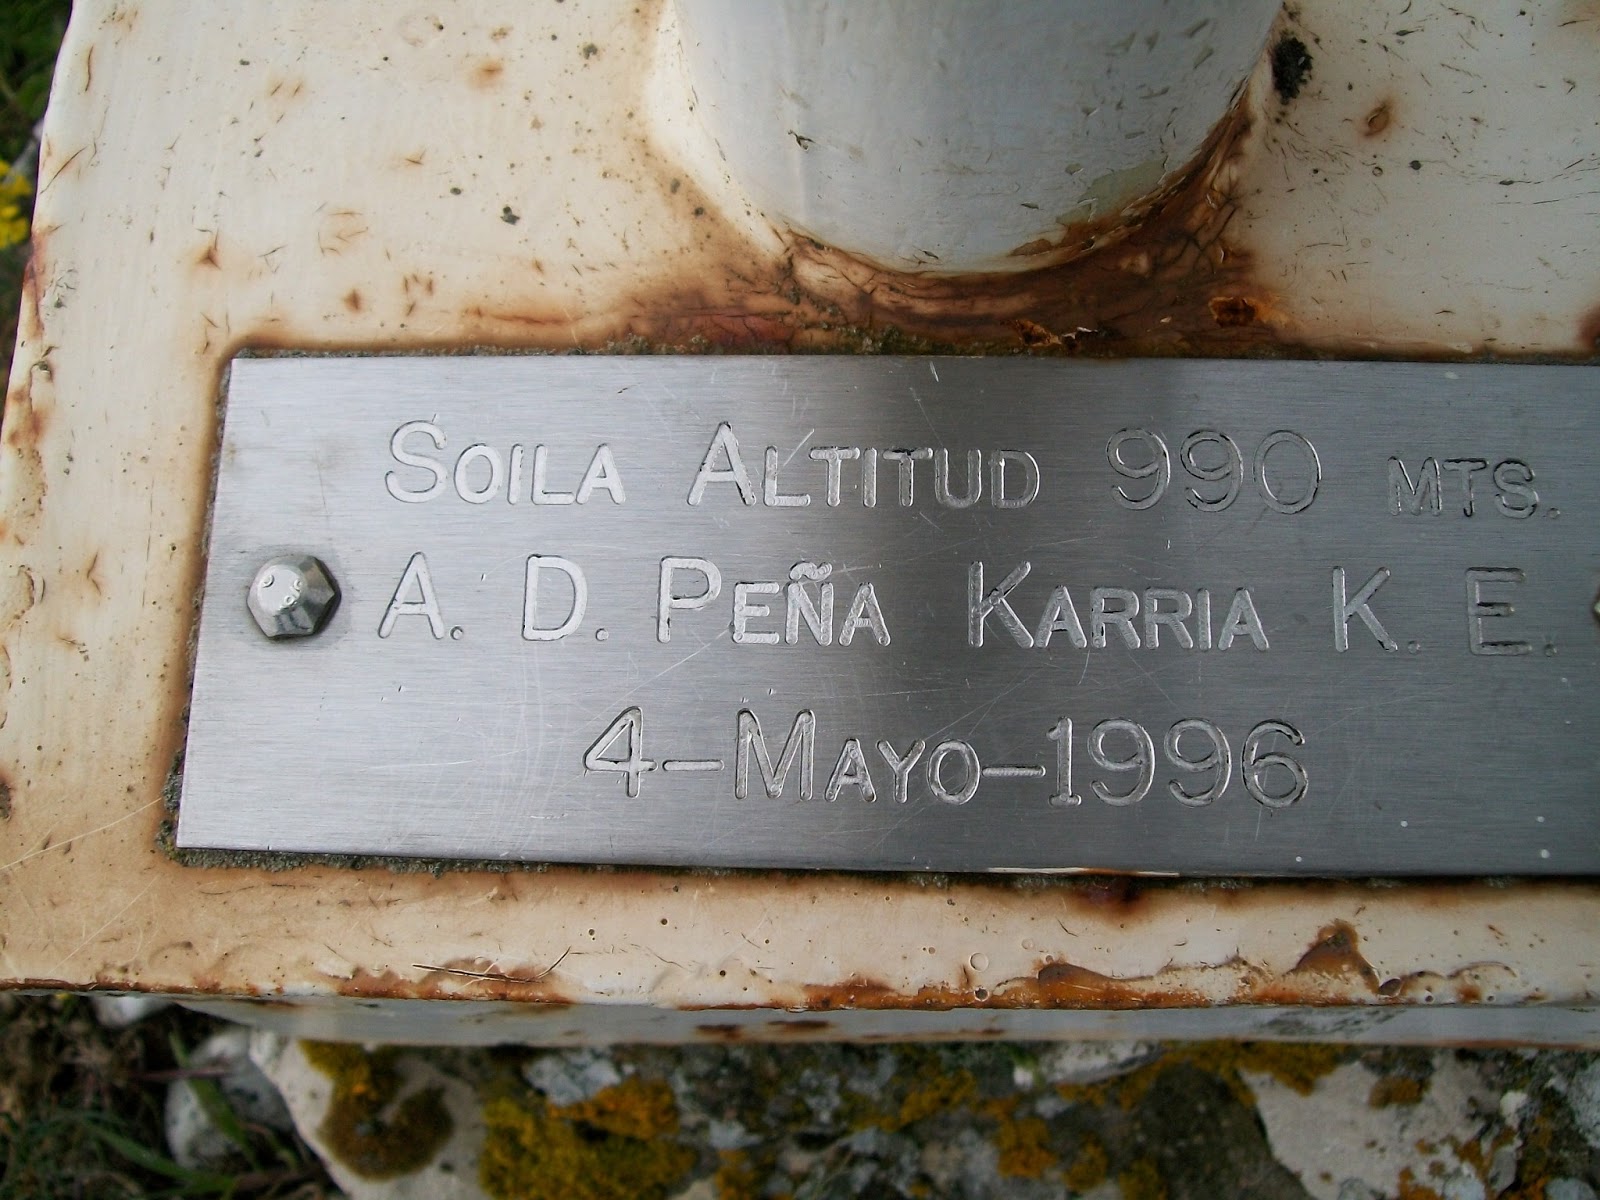 SOILA ALTITUD 990 MTS.
A. D. PEÑA KARRIA K. E.
4-MAYO-1996